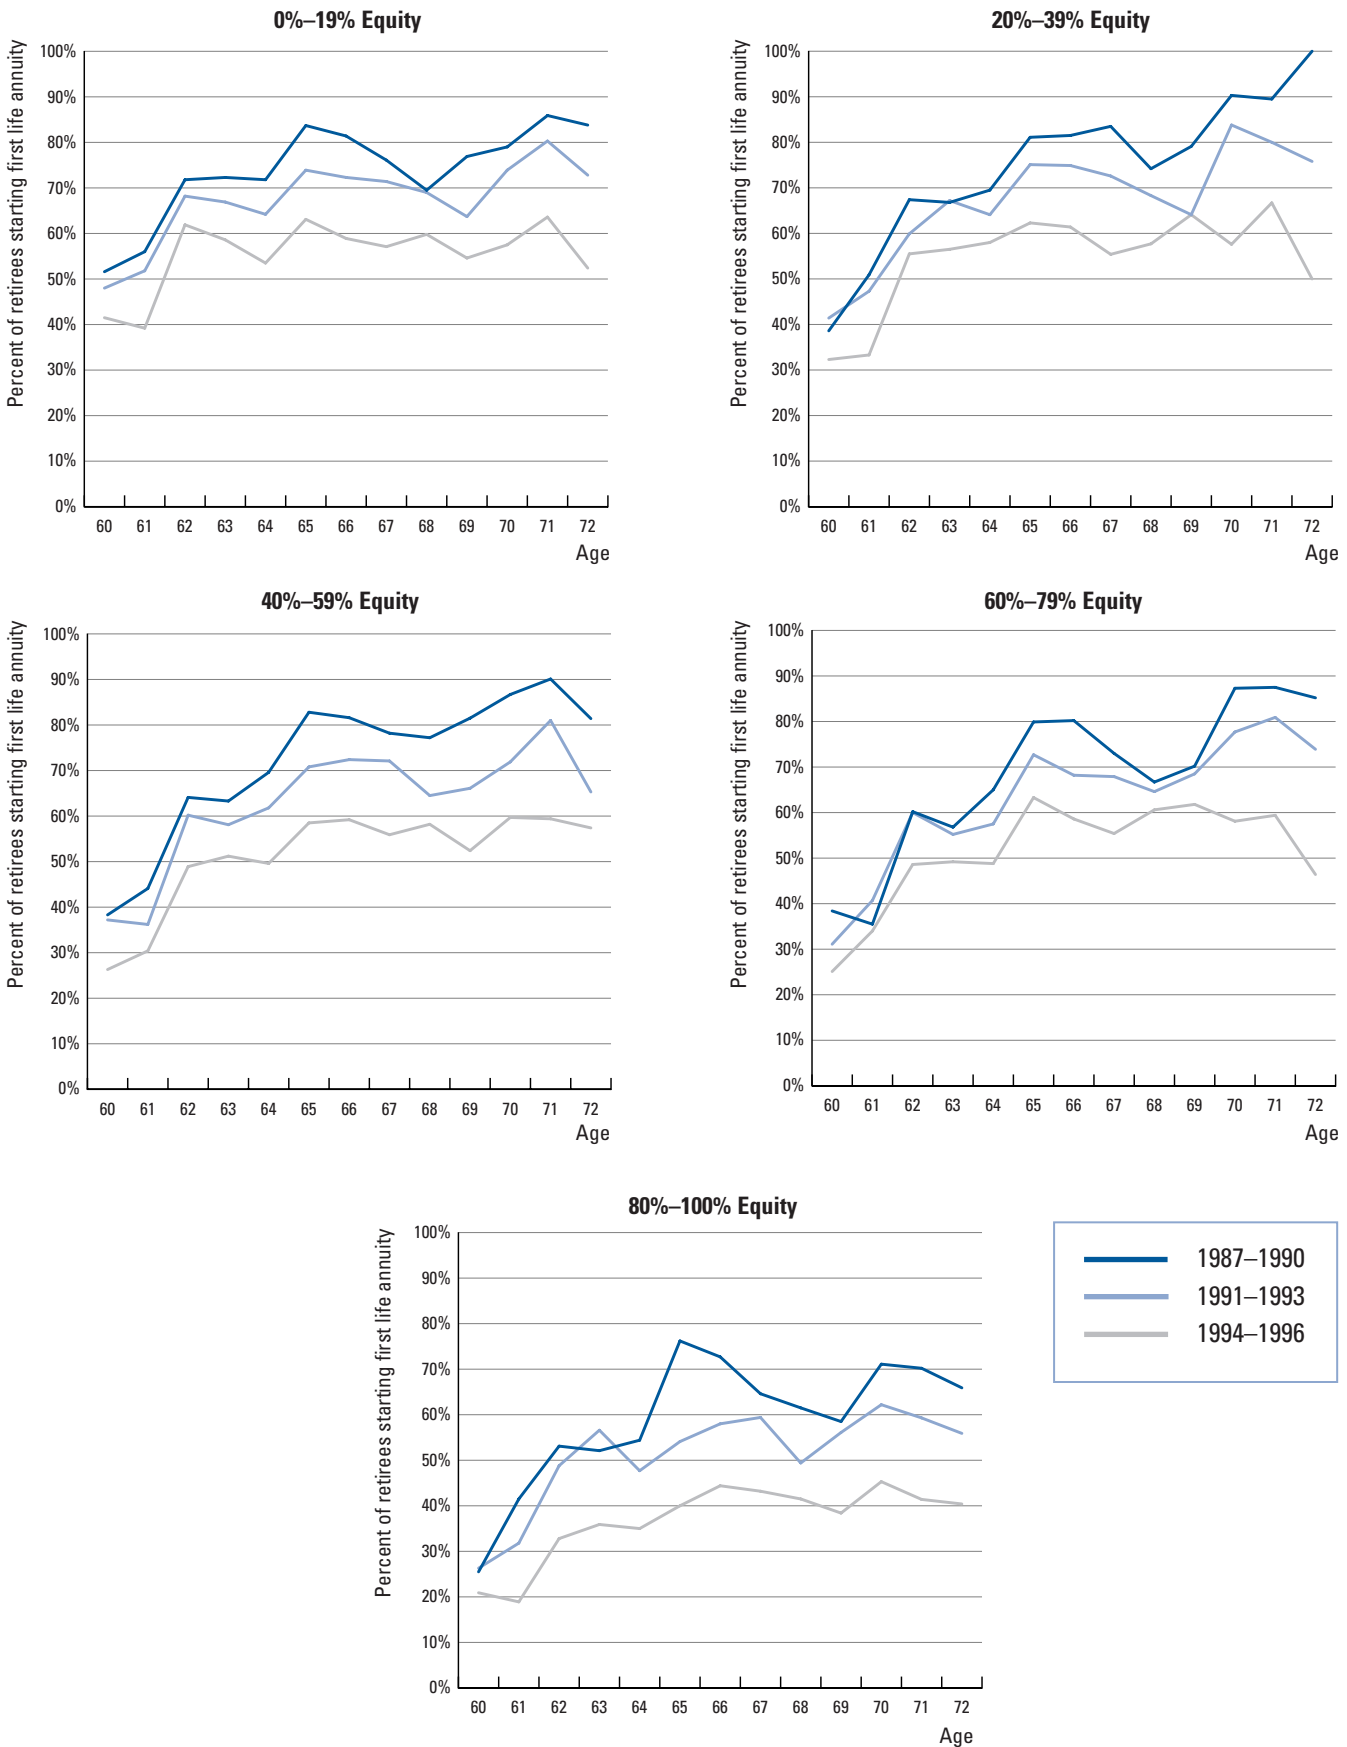 0%–19% Equity
Percent of retirees starting first life annuity
100%
90%
80%
70%
60%
50%
40%
30%
20%
10%
0%
60 61 62 63 64 65 66 67 68 69 70 71 72
Age
20%–39% Equity
Percent of retirees starting first life annuity
100%
90%
80%
70%
60%
50%
40%
30%
20%
10%
0%
60 61 62 63 64 65 66 67 68 69 70 71 72
Age
40%–59% Equity
Percent of retirees starting first life annuity
100%
90%
80%
70%
60%
50%
40%
30%
20%
10%
0%
60 61 62 63 64 65 66 67 68 69 70 71 72
Age
60%–79% Equity
Percent of retirees starting first life annuity
100%
90%
80%
70%
60%
50%
40%
30%
20%
10%
0%
60 61 62 63 64 65 66 67 68 69 70 71 72
Age
80%–100% Equity
Percent of retirees starting first life annuity
100%
90%
80%
70%
60%
50%
40%
30%
20%
10%
0%
60 61 62 63 64 65 66 67 68 69 70 71 72
Age
1987–1990
1991–1993
1994–1996